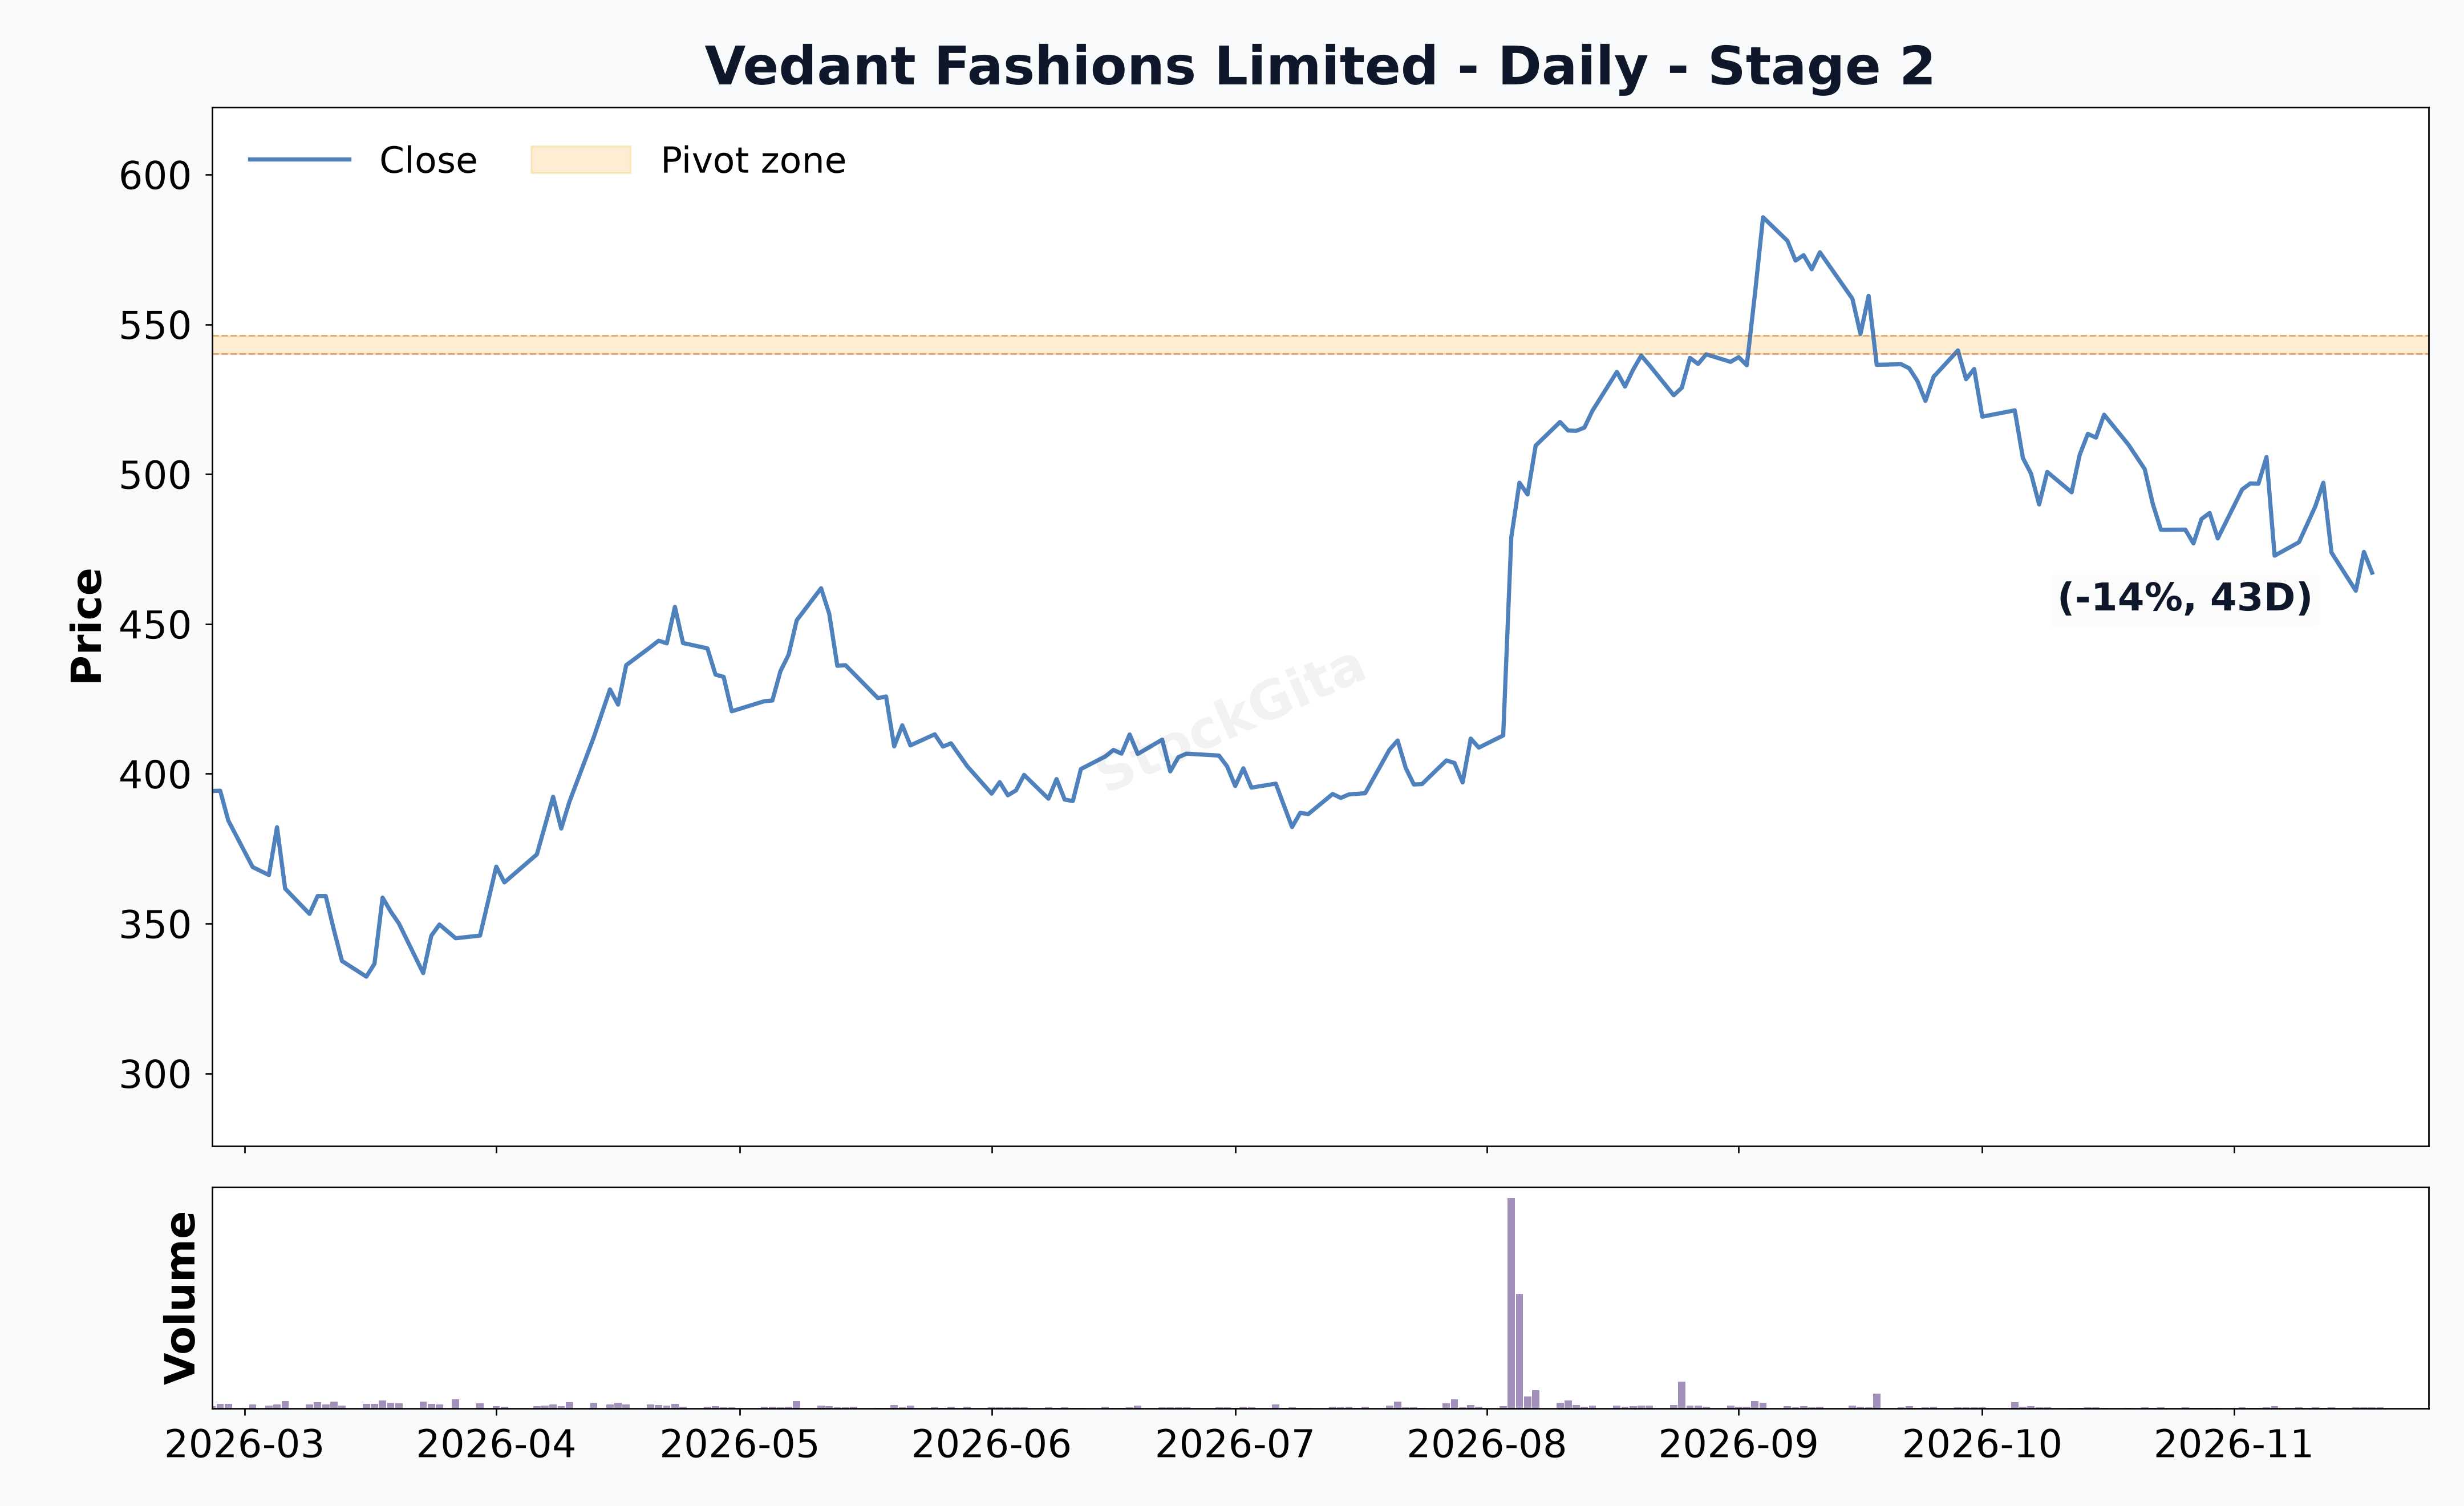 Vedant Fashions Limited - Daily - Stage 2
Close
Pivot zone
600
550
500
450
400
350
300
Price
StockGita
(-14%, 43D)
Volume
2026-03
2026-04
2026-05
2026-06
2026-07
2026-08
2026-09
2026-10
2026-11